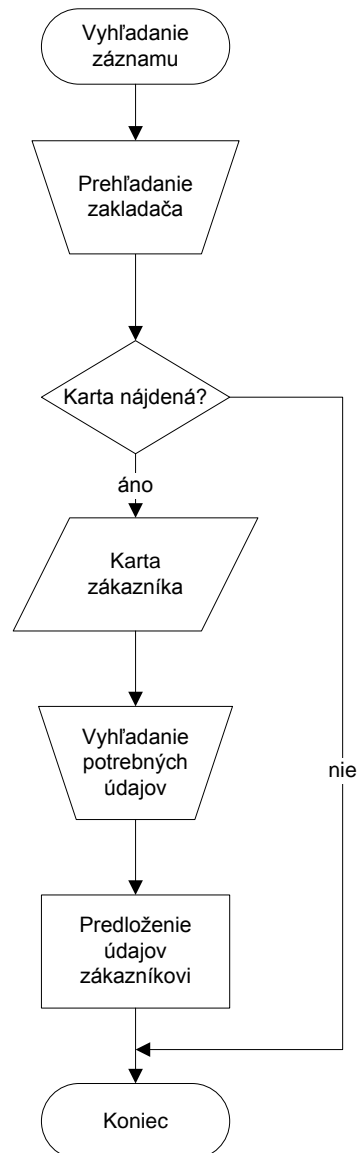 Vyhľadanie
záznamu
Prehľadanie
zakladača
Karta nájdená?
áno
Karta
zákazníka
Vyhľadanie
potrebných
údajov
nie
Predloženie
údajov
zákazníkovi
Koniec